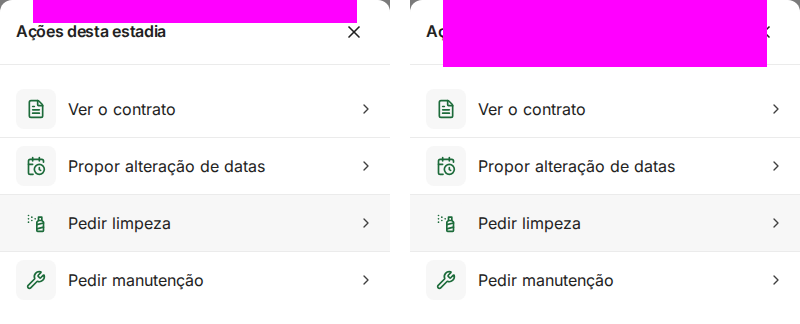 Ações desta estadia
Ver o contrato
Propor alteração de datas
Pedir limpeza
Pedir manutenção
Ver o contrato
Propor alteração de datas
Pedir limpeza
Pedir manutenção